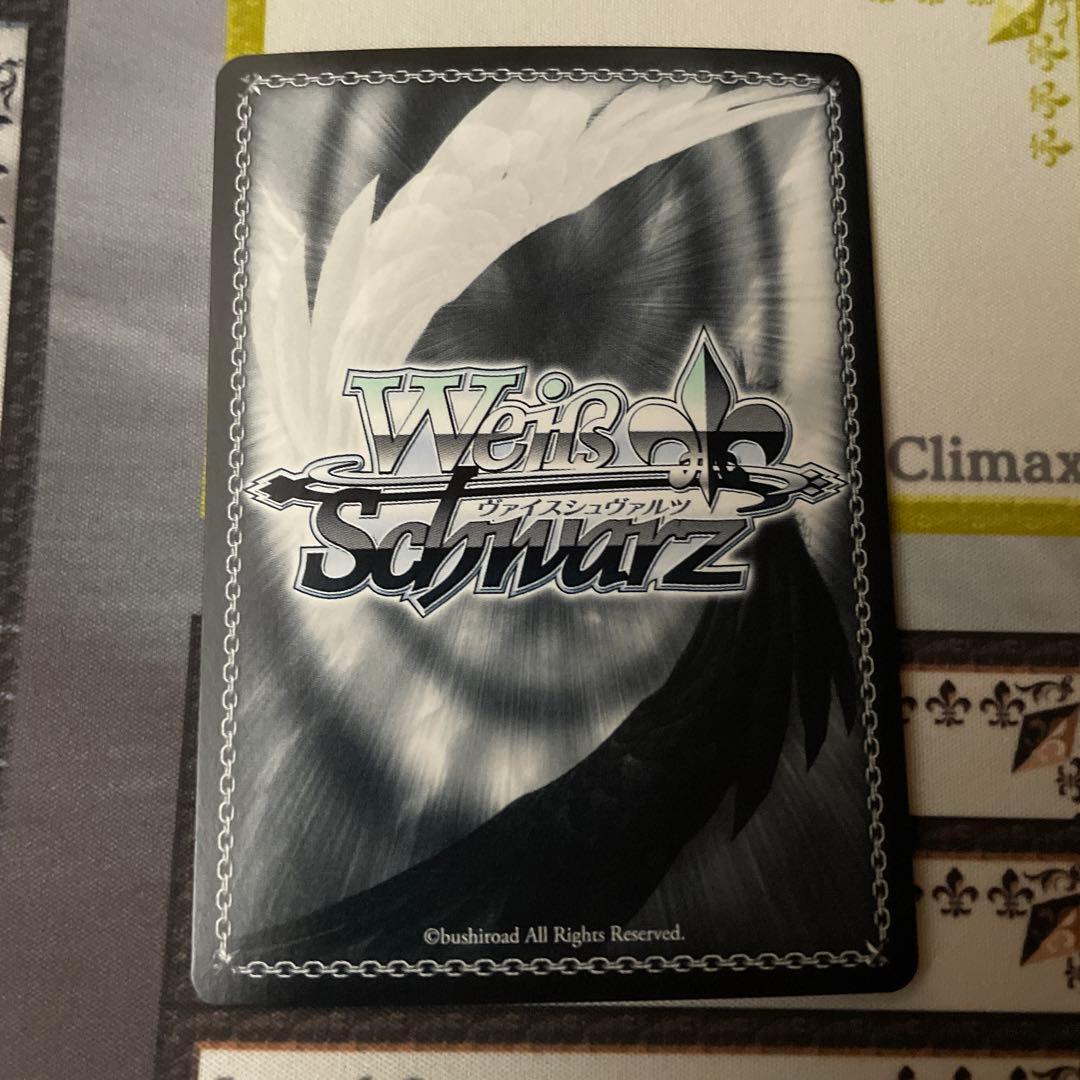 Weiß
ヴァイスシュヴァルツ
Schwarz
©bushiroad All Rights Reserved.
Climax